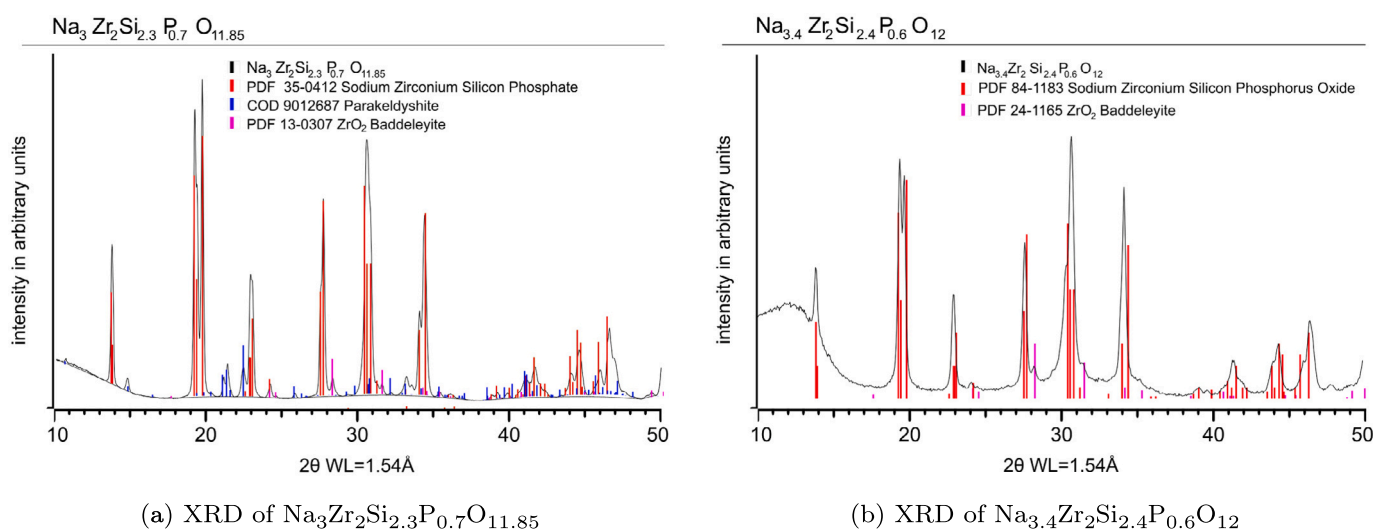 Na₃ Zr₂Si₂.₃ P₀.₇ O₁₁.₈₅
Na₃ Zr₂Si₂.₃ P₀.₇ O₁₁.₈₅
PDF 35-0412 Sodium Zirconium Silicon Phosphate
COD 9012687 Parakeldyshite
PDF 13-0307 ZrO₂ Baddeleyite
intensity in arbitrary units
10 20 30 40 50
2θ WL=1.54Å
(a) XRD of Na₃Zr₂Si₂.₃P₀.₇O₁₁.₈₅
Na₃.₄ Zr₂Si₂.₄ P₀.₆ O₁₂
Na₃.₄Zr₂ Si₂.₄ P₀.₆ O₁₂
PDF 84-1183 Sodium Zirconium Silicon Phosphorus Oxide
PDF 24-1165 ZrO₂ Baddeleyite
intensity in arbitrary units
10 20 30 40 50
2θ WL=1.54Å
(b) XRD of Na₃.₄Zr₂Si₂.₄P₀.₆O₁₂